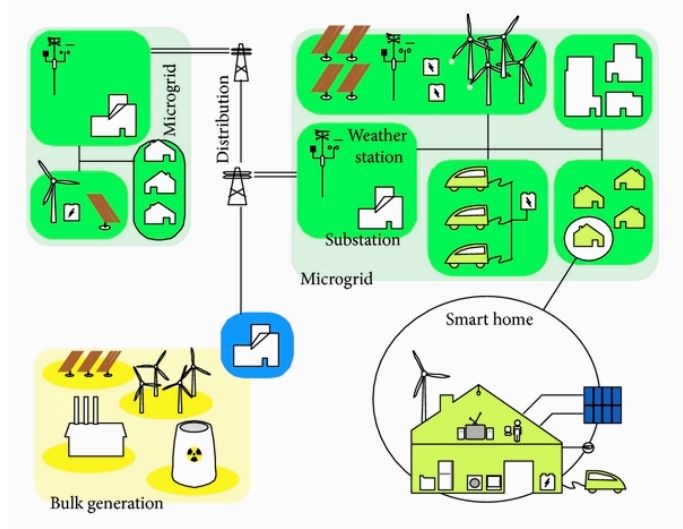 Microgrid
Distribution
Weather
station
Substation
Microgrid
Smart home
Bulk generation